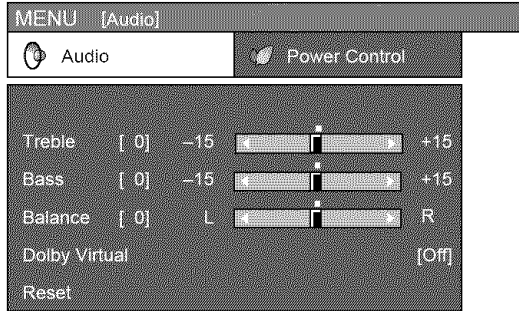 MENU [Audio]
Audio Power Control
Treble [ 0] –15 +15
Bass [ 0] –15 +15
Balance [ 0] L R
Dolby Virtual [Off]
Reset